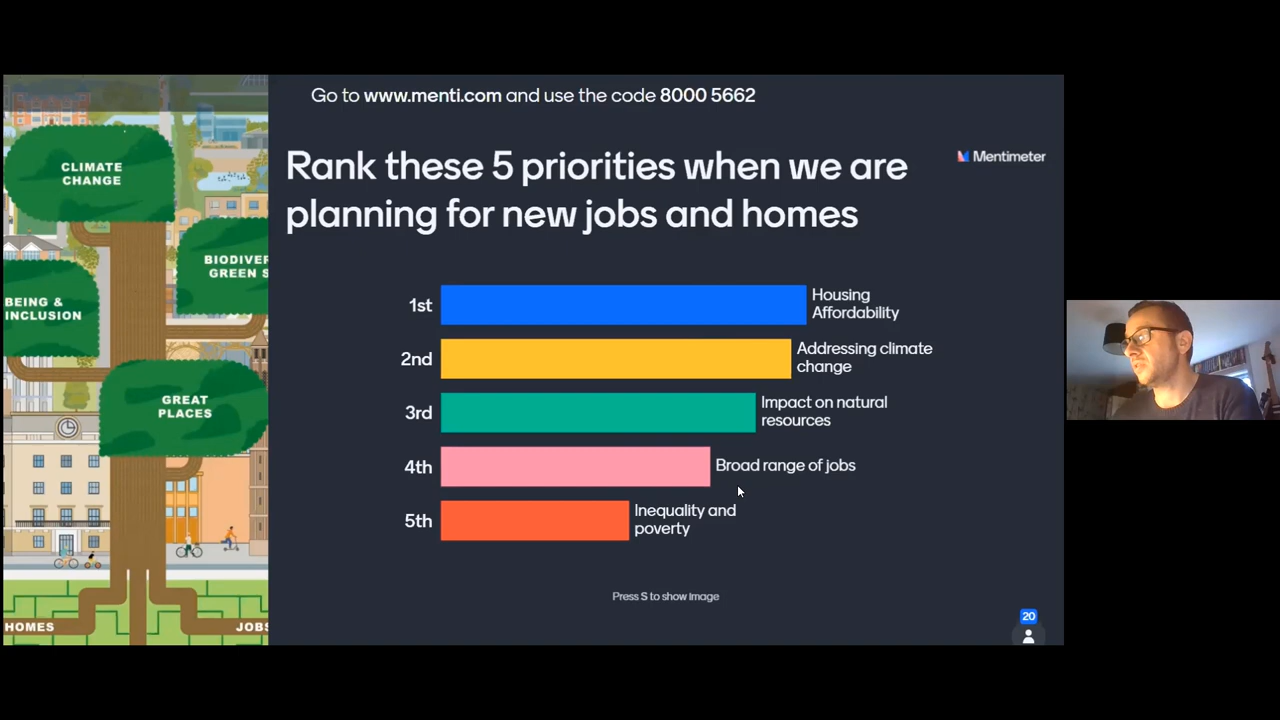 Go to www.menti.com and use the code 8000 5662
Mentimeter
Rank these 5 priorities when we are
planning for new jobs and homes
1st
Housing
Affordability
2nd
Addressing climate
change
3rd
Impact on natural
resources
4th
Broad range of jobs
5th
Inequality and
poverty
Press S to show image
20
CLIMATE
CHANGE
BIODIVER
GREEN S
BEING &
INCLUSION
GREAT
PLACES
HOMES
JOBS